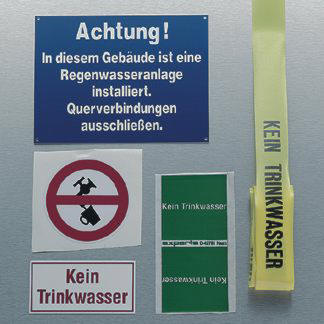 Achtung!
In diesem Gebäude ist eine
Regenwasseranlage
installiert.
Querverbindungen
ausschließen.
KEIN TRINKWASSER
Kein Trinkwasser
Kein Trinkwasser
Kein
Trinkwasser